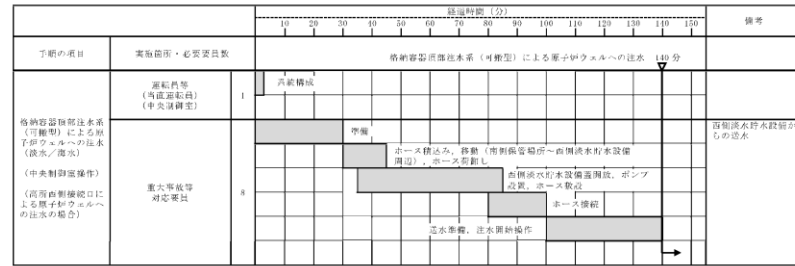 経過時間（分）
備考
10 20 30 40 50 60 70 80 90 100 110 120 130 140 150
手順の項目
実施箇所・必要要員数
格納容器頂部注水系（可搬型）による原子炉ウェルへの注水 140分
運転員等
（当直運転員）
（中央制御室）
1
系統構成
格納容器頂部注水系
（可搬型）による原
子炉ウェルへの注水
（淡水／海水）
（中央制御室操作）
（高所西側接続口に
よる原子炉ウェルへ
の注水の場合）
重大事故等
対応要員
8
準備
ホース積込み，移動（南側保管場所～西側淡水貯水設備
周辺），ホース荷卸し
西側淡水貯水設備蓋開放，ポンプ
設置，ホース敷設
ホース接続
送水準備，注水開始操作
西側淡水貯水設備か
らの送水